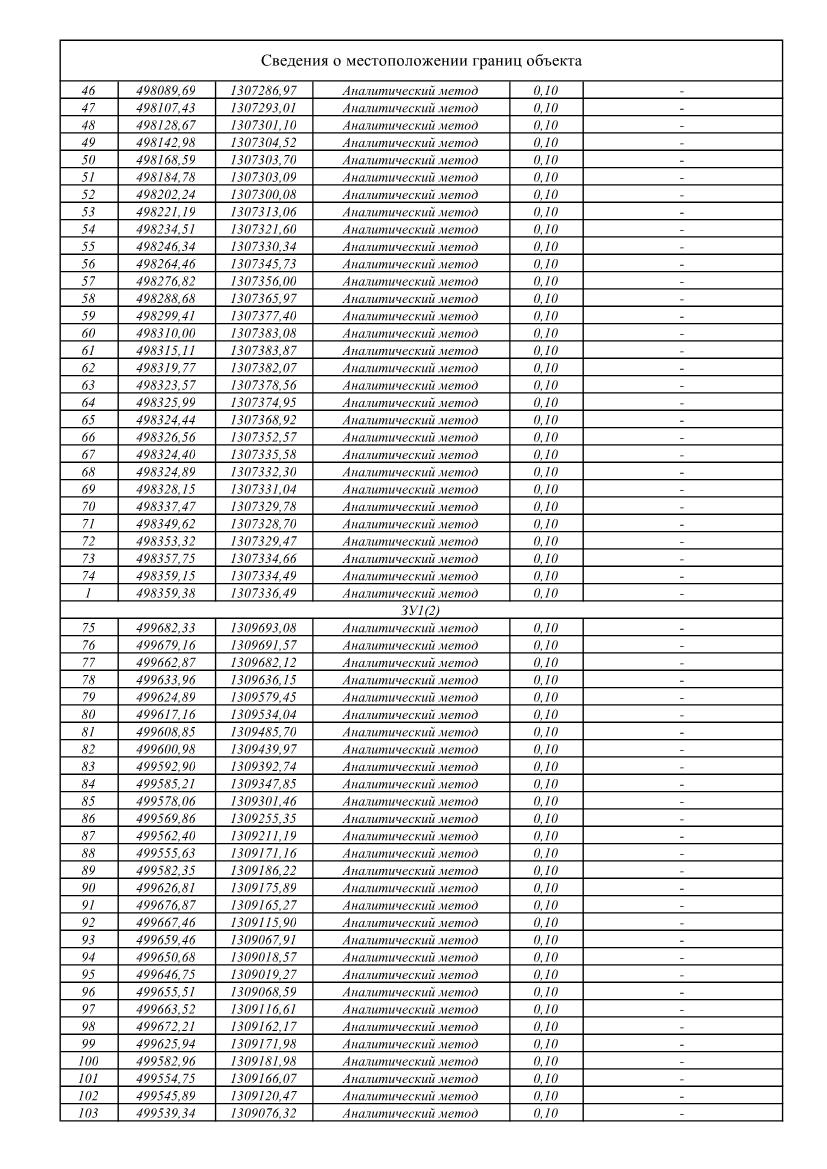 Сведения о местоположении границ объекта
46 498089,69 1307286,97 Аналитический метод 0,10 -
47 498107,43 1307293,01 Аналитический метод 0,10 -
48 498128,67 1307301,10 Аналитический метод 0,10 -
49 498142,98 1307304,52 Аналитический метод 0,10 -
50 498168,59 1307303,70 Аналитический метод 0,10 -
51 498184,78 1307303,09 Аналитический метод 0,10 -
52 498202,24 1307300,08 Аналитический метод 0,10 -
53 498221,19 1307313,06 Аналитический метод 0,10 -
54 498234,51 1307321,60 Аналитический метод 0,10 -
55 498246,34 1307330,34 Аналитический метод 0,10 -
56 498264,46 1307345,73 Аналитический метод 0,10 -
57 498276,82 1307356,00 Аналитический метод 0,10 -
58 498288,68 1307365,97 Аналитический метод 0,10 -
59 498299,41 1307377,40 Аналитический метод 0,10 -
60 498310,00 1307383,08 Аналитический метод 0,10 -
61 498315,11 1307383,87 Аналитический метод 0,10 -
62 498319,77 1307382,07 Аналитический метод 0,10 -
63 498323,57 1307378,56 Аналитический метод 0,10 -
64 498325,99 1307374,95 Аналитический метод 0,10 -
65 498324,44 1307368,92 Аналитический метод 0,10 -
66 498326,56 1307352,57 Аналитический метод 0,10 -
67 498324,40 1307335,58 Аналитический метод 0,10 -
68 498324,89 1307332,30 Аналитический метод 0,10 -
69 498328,15 1307331,04 Аналитический метод 0,10 -
70 498337,47 1307329,78 Аналитический метод 0,10 -
71 498349,62 1307328,70 Аналитический метод 0,10 -
72 498353,32 1307329,47 Аналитический метод 0,10 -
73 498357,75 1307334,66 Аналитический метод 0,10 -
74 498359,15 1307334,49 Аналитический метод 0,10 -
1 498359,38 1307336,49 Аналитический метод 0,10 -
ЗУ1(2)
75 499682,33 1309693,08 Аналитический метод 0,10 -
76 499679,16 1309691,57 Аналитический метод 0,10 -
77 499662,87 1309682,12 Аналитический метод 0,10 -
78 499633,96 1309636,15 Аналитический метод 0,10 -
79 499624,89 1309579,45 Аналитический метод 0,10 -
80 499617,16 1309534,04 Аналитический метод 0,10 -
81 499608,85 1309485,70 Аналитический метод 0,10 -
82 499600,98 1309439,97 Аналитический метод 0,10 -
83 499592,90 1309392,74 Аналитический метод 0,10 -
84 499585,21 1309347,85 Аналитический метод 0,10 -
85 499578,06 1309301,46 Аналитический метод 0,10 -
86 499569,86 1309255,35 Аналитический метод 0,10 -
87 499562,40 1309211,19 Аналитический метод 0,10 -
88 499555,63 1309171,16 Аналитический метод 0,10 -
89 499582,35 1309186,22 Аналитический метод 0,10 -
90 499626,81 1309175,89 Аналитический метод 0,10 -
91 499676,87 1309165,27 Аналитический метод 0,10 -
92 499667,46 1309115,90 Аналитический метод 0,10 -
93 499659,46 1309067,91 Аналитический метод 0,10 -
94 499650,68 1309018,57 Аналитический метод 0,10 -
95 499646,75 1309019,27 Аналитический метод 0,10 -
96 499655,51 1309068,59 Аналитический метод 0,10 -
97 499663,52 1309116,61 Аналитический метод 0,10 -
98 499672,21 1309162,17 Аналитический метод 0,10 -
99 499625,94 1309171,98 Аналитический метод 0,10 -
100 499582,96 1309181,98 Аналитический метод 0,10 -
101 499554,75 1309166,07 Аналитический метод 0,10 -
102 499545,89 1309120,47 Аналитический метод 0,10 -
103 499539,34 1309076,32 Аналитический метод 0,10 -